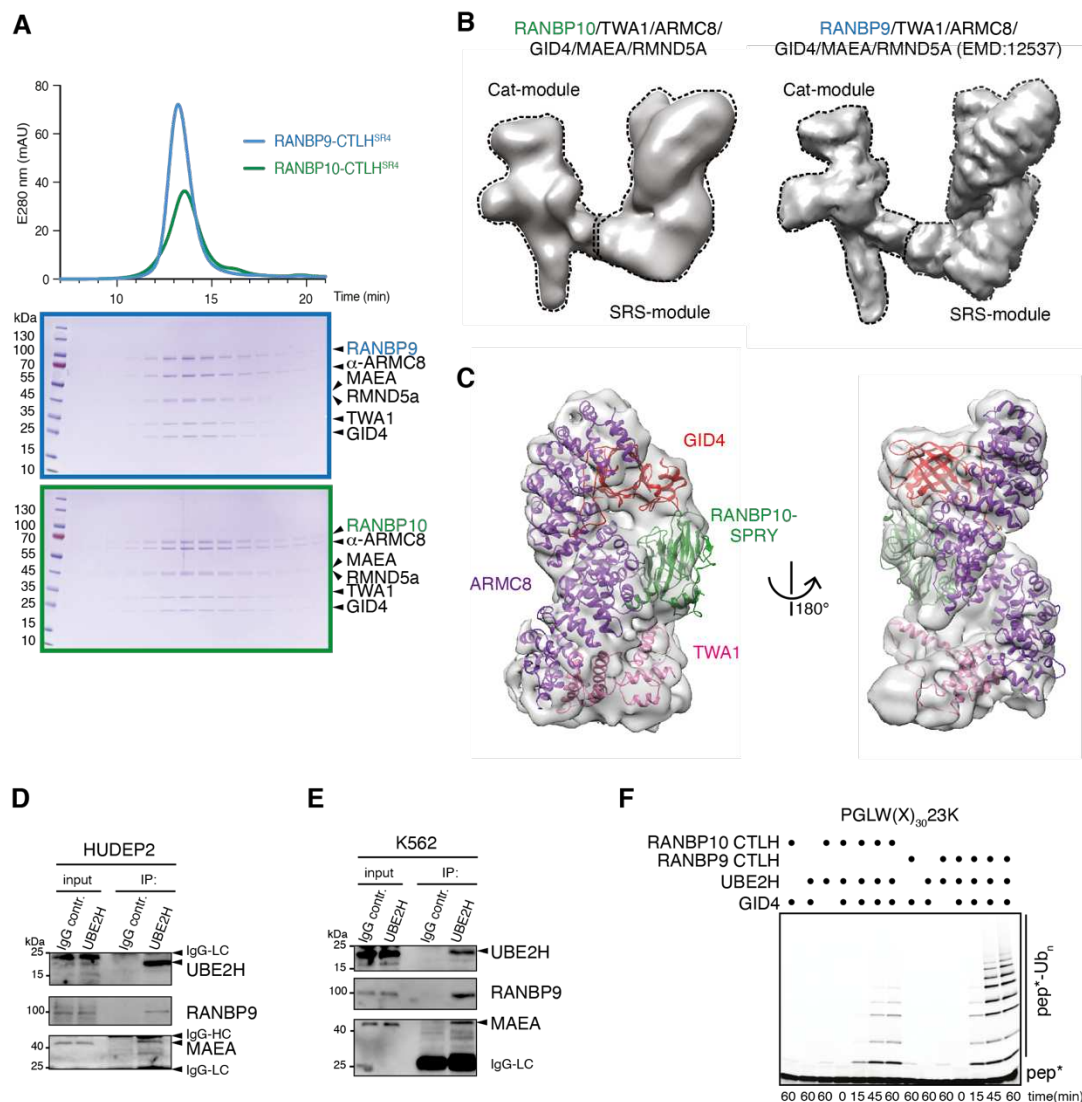 A
80
60
40
20
0
E280 nm (mAU)
RANBP9-CTLH^SR4
RANBP10-CTLH^SR4
10 15 20 Time (min)
kDa
130
100
70
55
45
35
25
15
10
RANBP9
α-ARMC8
MAEA
RMND5a
TWA1
GID4
130
100
70
55
45
35
25
15
10
RANBP10
α-ARMC8
MAEA
RMND5a
TWA1
GID4
B
RANBP10/TWA1/ARMC8/
GID4/MAEA/RMND5A
Cat-module
SRS-module
RANBP9/TWA1/ARMC8/
GID4/MAEA/RMND5A (EMD:12537)
Cat-module
SRS-module
C
GID4
RANBP10-
SPRY
ARMC8
TWA1
180°
D
HUDEP2
input IP:
IgG contr. UBE2H IgG contr. UBE2H
kDa
25
15
IgG-LC
UBE2H
100
RANBP9
40
25
IgG-HC
MAEA
IgG-LC
E
K562
input IP:
IgG contr. UBE2H IgG contr. UBE2H
kDa
25
15
UBE2H
100
RANBP9
40
25
MAEA
IgG-LC
F
PGLW(X)₃₀23K
RANBP10 CTLH
RANBP9 CTLH
UBE2H
GID4
pep*-Ubₙ
pep*
60 60 60 0 15 45 60 60 60 60 0 15 45 60 time(min)